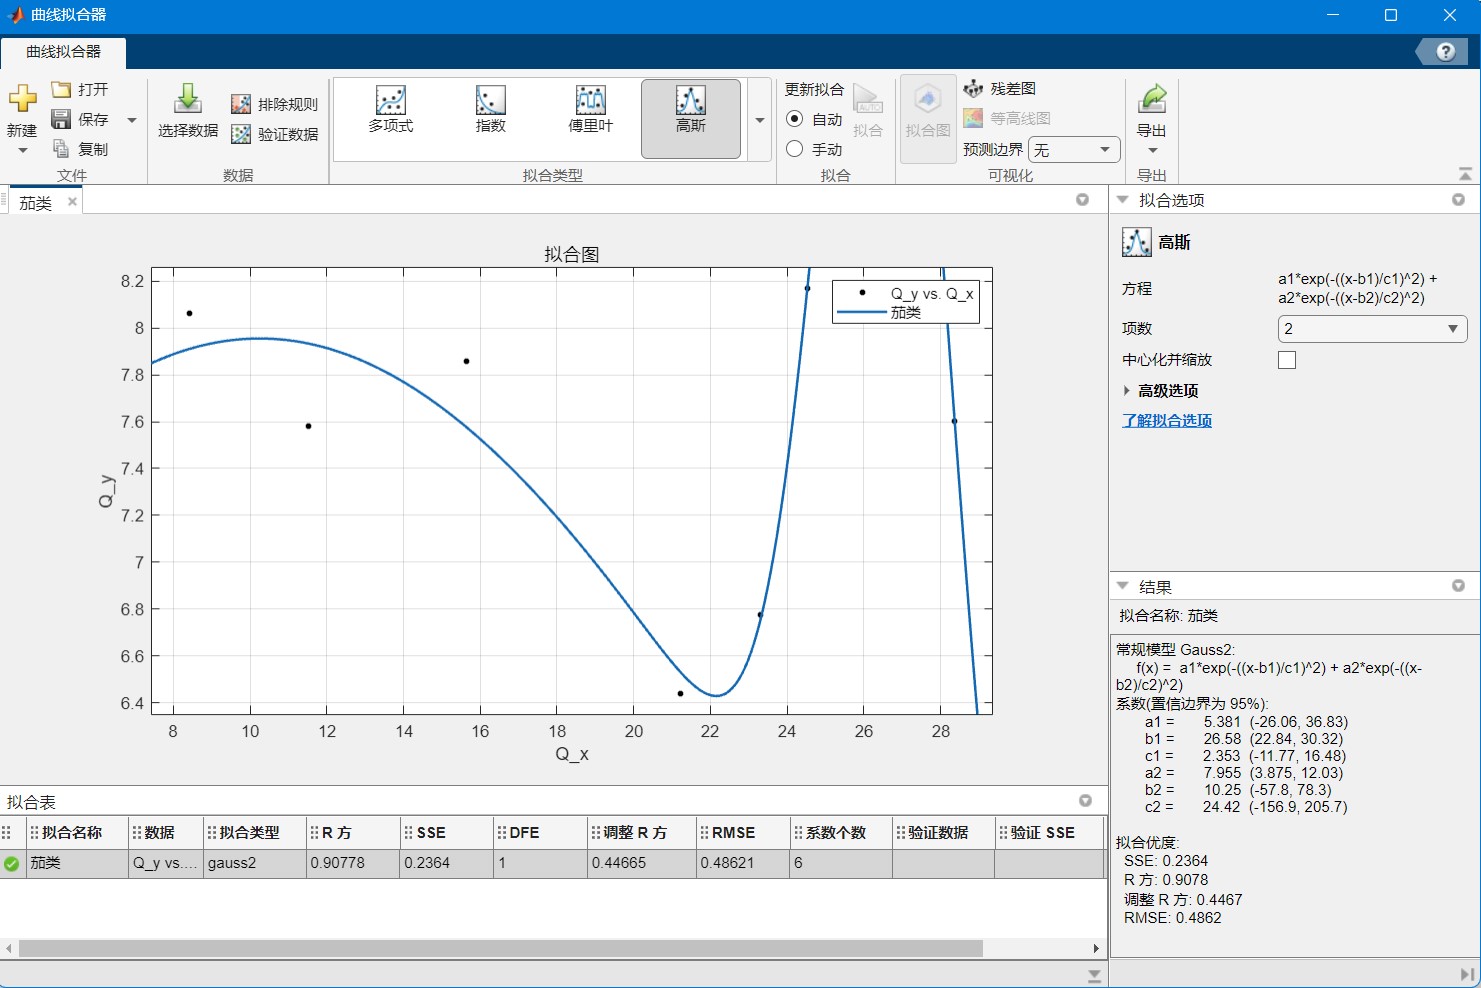 曲线拟合器
曲线拟合器
新建
打开
保存
复制
文件
选择数据
排除规则
验证数据
数据
多项式
指数
傅里叶
高斯
拟合类型
更新拟合
自动
手动
AUTO
拟合
拟合
拟合图
残差图
等高线图
预测边界 无
可视化
导出
导出
茄类
拟合图
Q_y vs. Q_x
茄类
8.2
8
7.8
7.6
7.4
7.2
7
6.8
6.6
6.4
Q_y
8 10 12 14 16 18 20 22 24 26 28
Q_x
拟合表
拟合名称 数据 拟合类型 R 方 SSE DFE 调整 R 方 RMSE 系数个数 验证数据 验证 SSE
茄类 Q_y vs.... gauss2 0.90778 0.2364 1 0.44665 0.48621 6
拟合选项
高斯
方程 a1*exp(-((x-b1)/c1)^2) +
a2*exp(-((x-b2)/c2)^2)
项数 2
中心化并缩放
高级选项
了解拟合选项
结果
拟合名称: 茄类
常规模型 Gauss2:
f(x) = a1*exp(-((x-b1)/c1)^2) + a2*exp(-((x-
b2)/c2)^2)
系数(置信边界为 95%):
a1 = 5.381 (-26.06, 36.83)
b1 = 26.58 (22.84, 30.32)
c1 = 2.353 (-11.77, 16.48)
a2 = 7.955 (3.875, 12.03)
b2 = 10.25 (-57.8, 78.3)
c2 = 24.42 (-156.9, 205.7)
拟合优度:
SSE: 0.2364
R 方: 0.9078
调整 R 方: 0.4467
RMSE: 0.4862